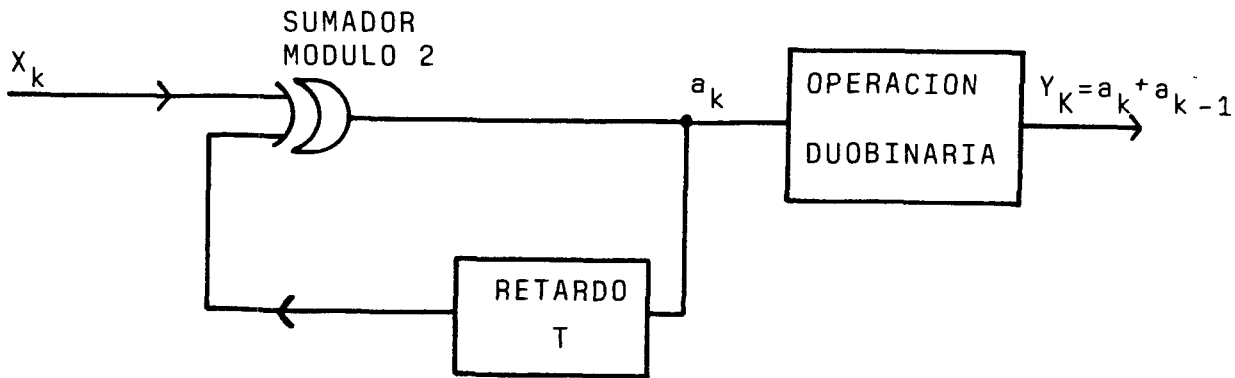 SUMADOR
MODULO 2
X_k
a_k
OPERACION
DUOBINARIA
Y_K=a_k+a_k-1
RETARDO
T